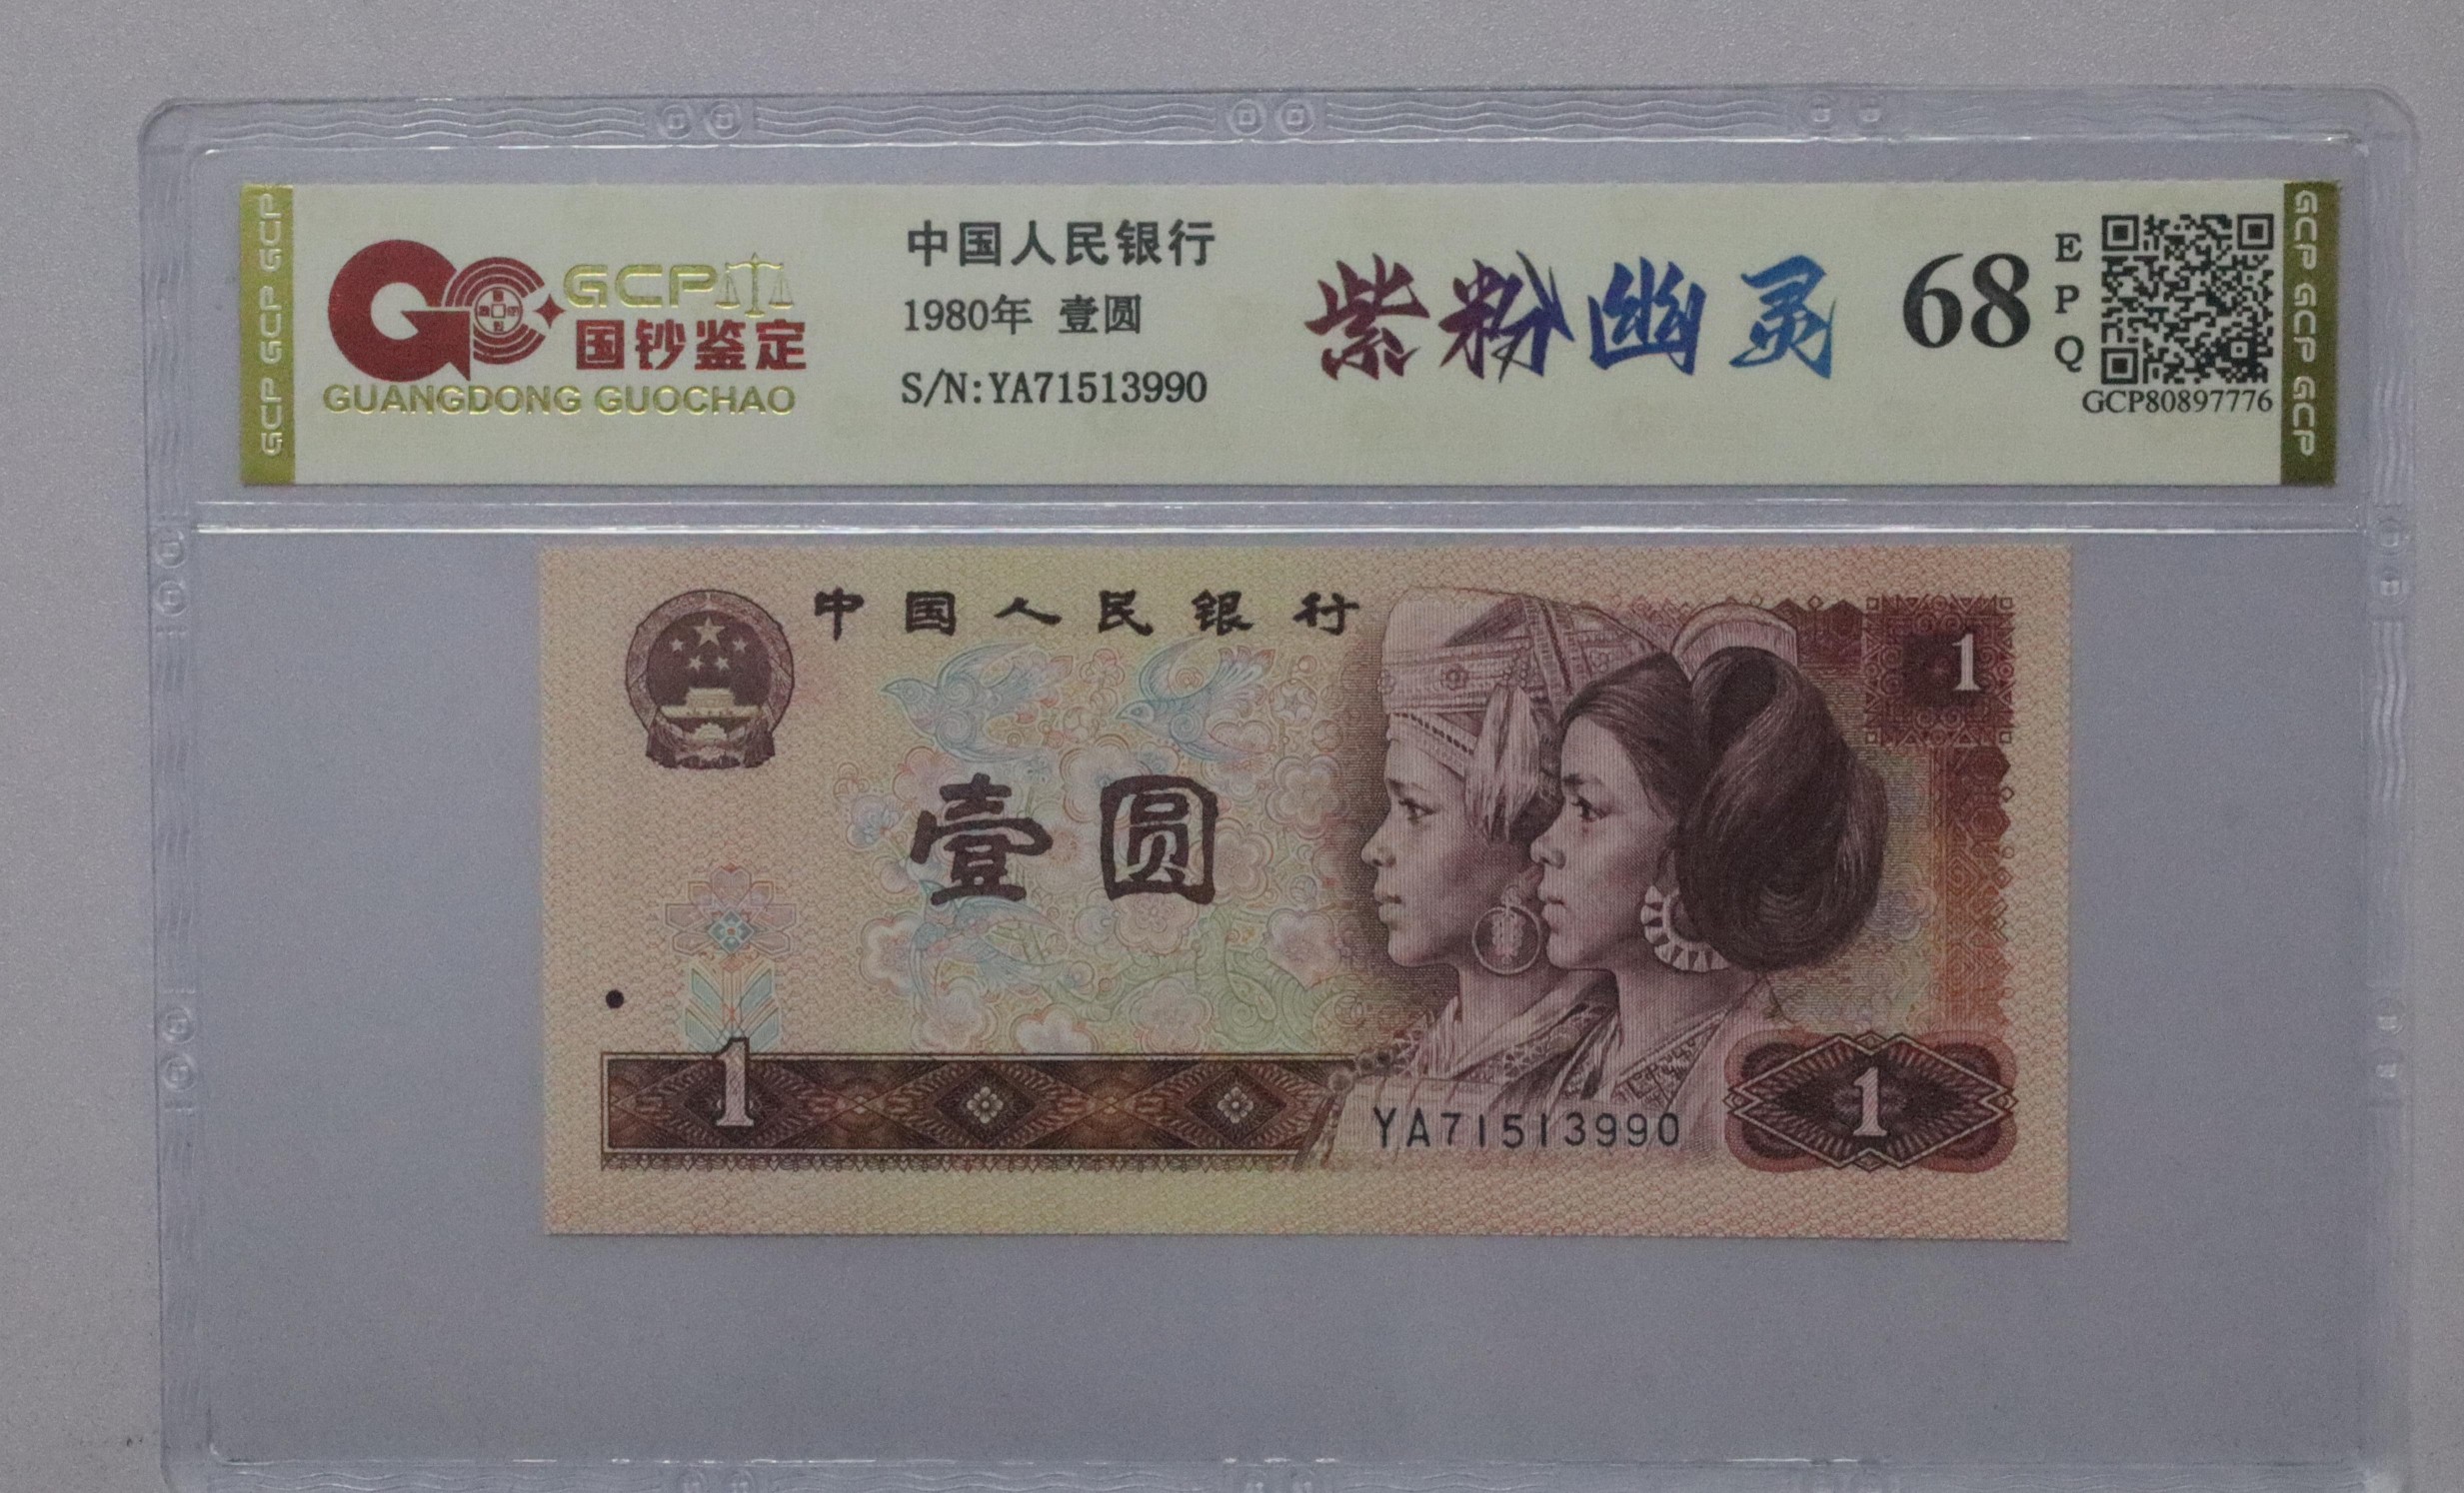 GCP GCP GCP
GCP
国钞鉴定
GUANGDONG GUOCHAO
中国人民银行
1980年 壹圆
S/N:YA71513990
紫粉幽灵
68
EPQ
GCP80897776
GCP GCP GCP
中国人民银行
1
壹圆
1
YA71513990
1